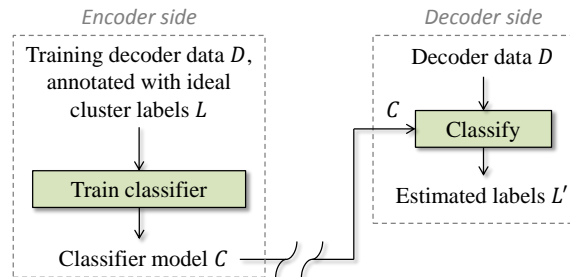 Encoder side
Training decoder data D,
annotated with ideal
cluster labels L
Train classifier
Classifier model C
Decoder side
Decoder data D
C
Classify
Estimated labels L′